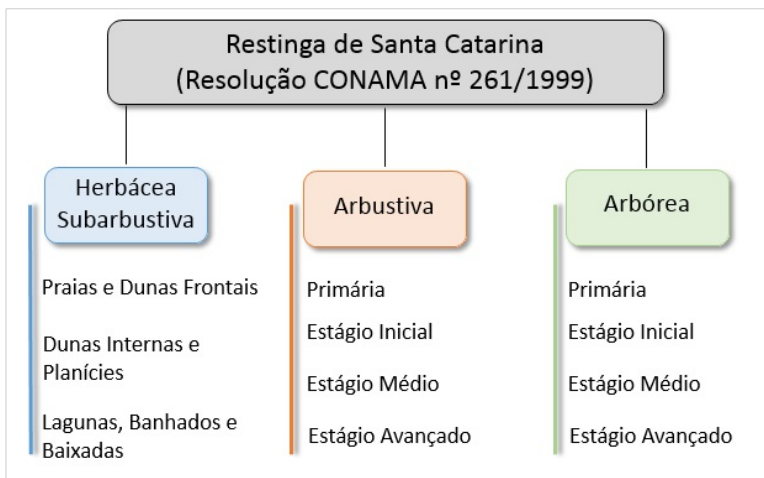 Restinga de Santa Catarina
(Resolução CONAMA nº 261/1999)
Herbácea
Subarbustiva
Praias e Dunas Frontais
Dunas Internas e
Planícies
Lagunas, Banhados e
Baixadas
Arbustiva
Primária
Estágio Inicial
Estágio Médio
Estágio Avançado
Arbórea
Primária
Estágio Inicial
Estágio Médio
Estágio Avançado